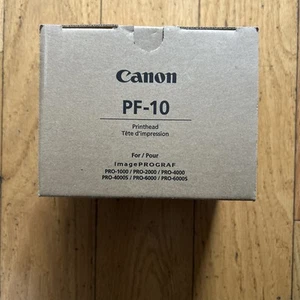 Canon
PF-10
Printhead
Tête d'impression
For / Pour
imagePROGRAF
PRO-1000 / PRO-2000 / PRO-4000
PRO-4000S / PRO-6000 / PRO-6000S